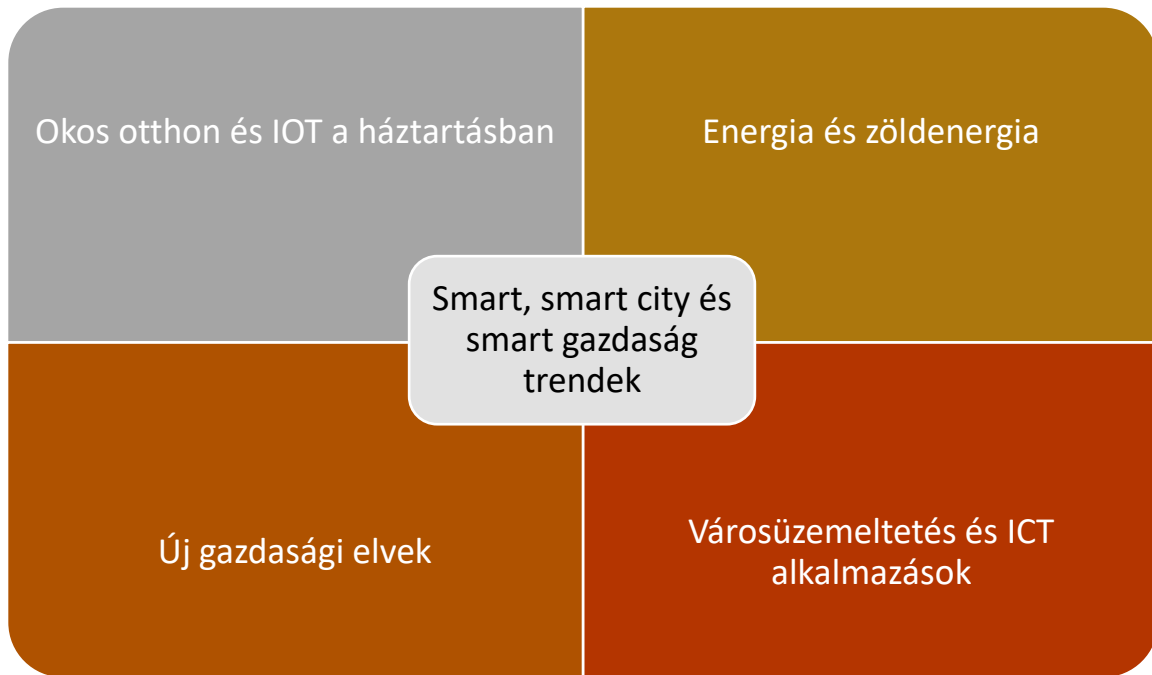 Okos otthon és IOT a háztartásban
Energia és zöldenergia
Smart, smart city és
smart gazdaság
trendek
Új gazdasági elvek
Városüzemeltetés és ICT
alkalmazások